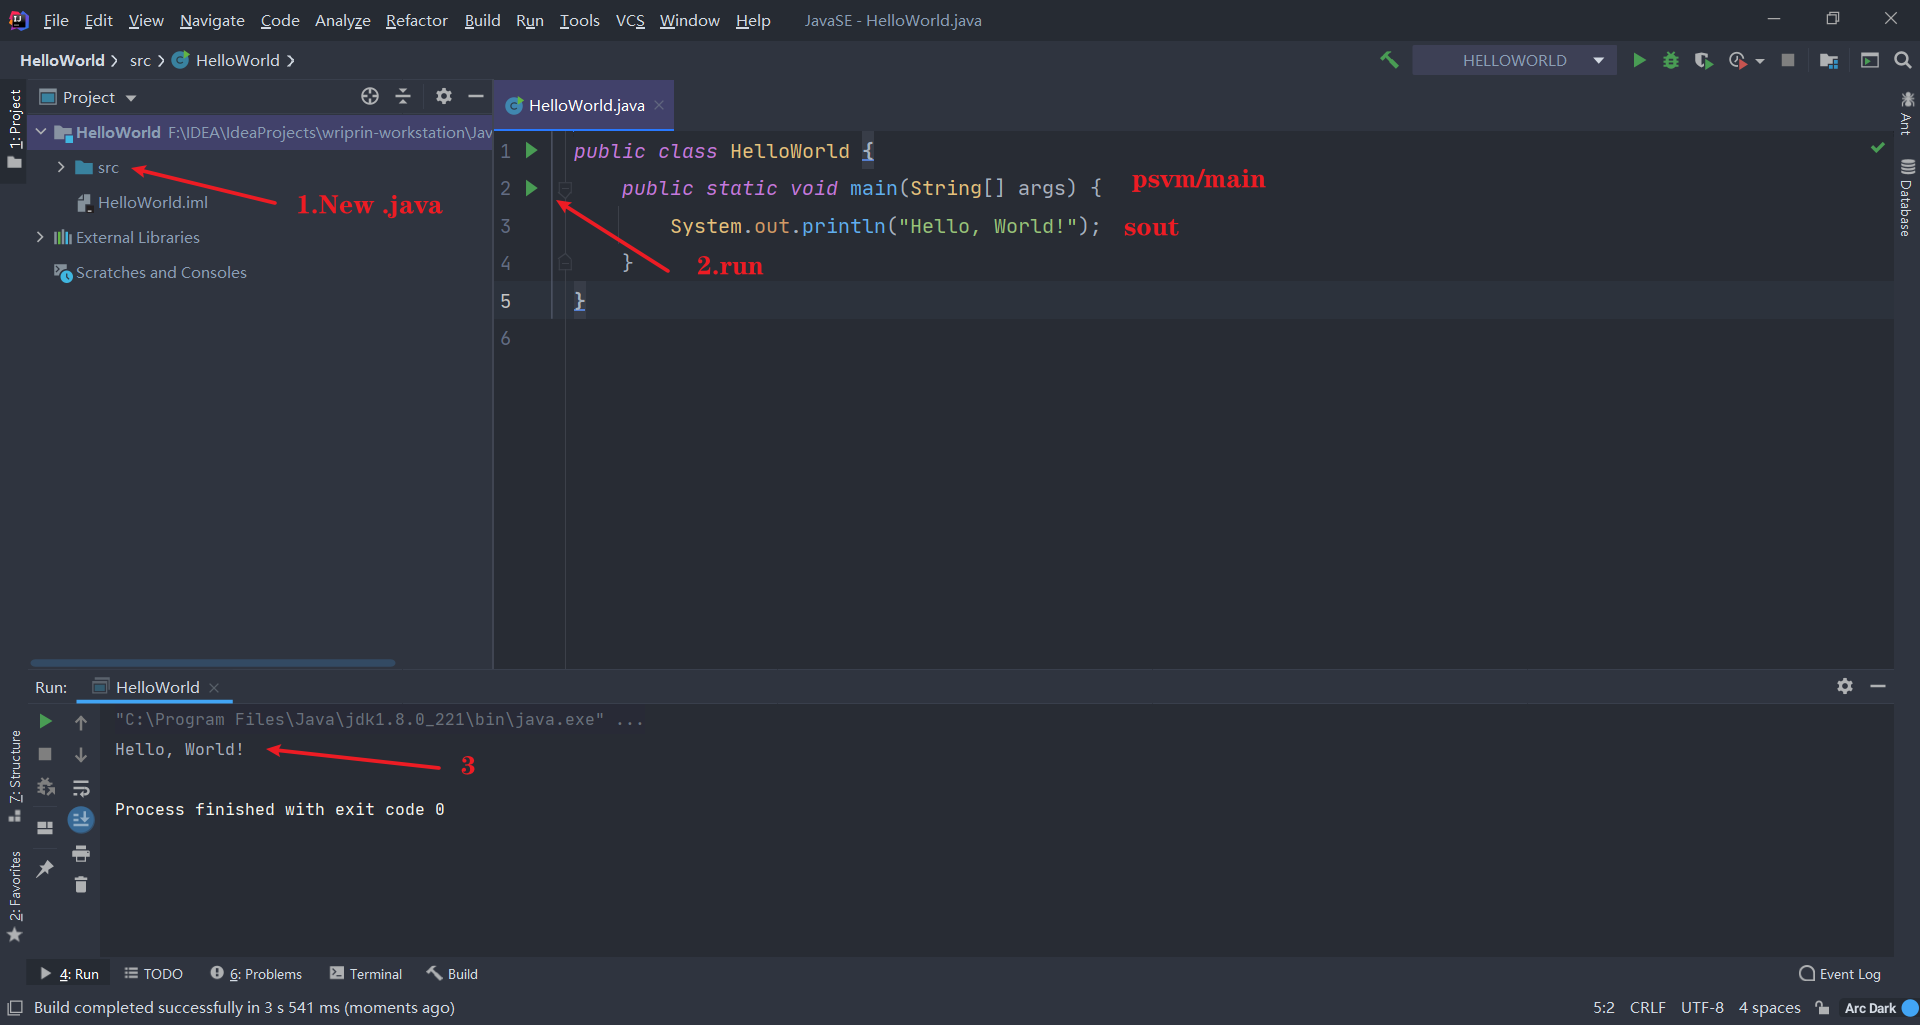 File Edit View Navigate Code Analyze Refactor Build Run Tools VCS Window Help JavaSE - HelloWorld.java
HelloWorld src HelloWorld HELLOWORLD
1: Project
Project
HelloWorld F:\IDEA\IdeaProjects\wriprin-workstation\Jav
src
1.New .java
HelloWorld.iml
External Libraries
Scratches and Consoles
HelloWorld.java
1 public class HelloWorld {
2 public static void main(String[] args) { psvm/main
3 System.out.println("Hello, World!"); sout
4 } 2.run
5 }
6
Ant
Database
Run: HelloWorld
"C:\Program Files\Java\jdk1.8.0_221\bin\java.exe" ...
Hello, World! 3
Process finished with exit code 0
7: Structure
2: Favorites
4: Run TODO 6: Problems Terminal Build Event Log
Build completed successfully in 3 s 541 ms (moments ago) 5:2 CRLF UTF-8 4 spaces Arc Dark